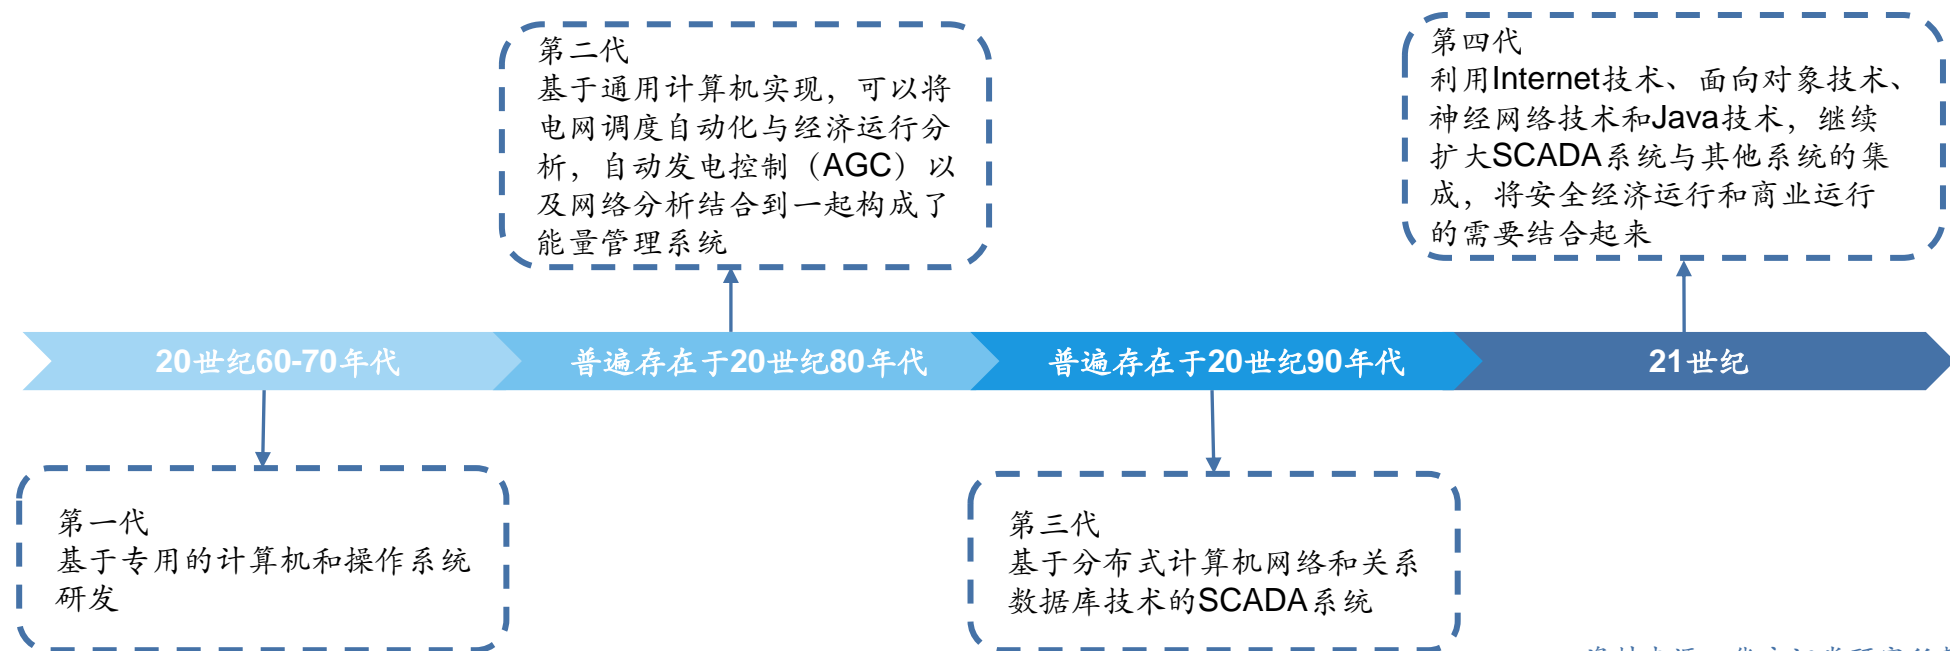 第二代
基于通用计算机实现，可以将
电网调度自动化与经济运行分
析，自动发电控制（AGC）以
及网络分析结合到一起构成了
能量管理系统
第四代
利用Internet技术、面向对象技术、
神经网络技术和Java技术，继续
扩大SCADA系统与其他系统的集
成，将安全经济运行和商业运行
的需要结合起来
20世纪60-70年代
普遍存在于20世纪80年代
普遍存在于20世纪90年代
21世纪
第一代
基于专用的计算机和操作系统
研发
第三代
基于分布式计算机网络和关系
数据库技术的SCADA系统